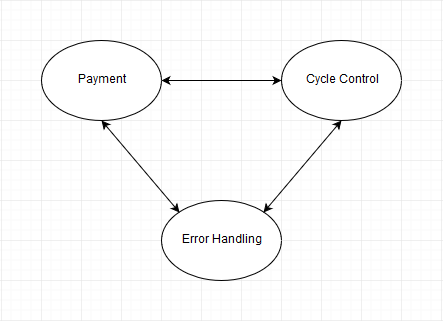 Payment
Cycle Control
Error Handling